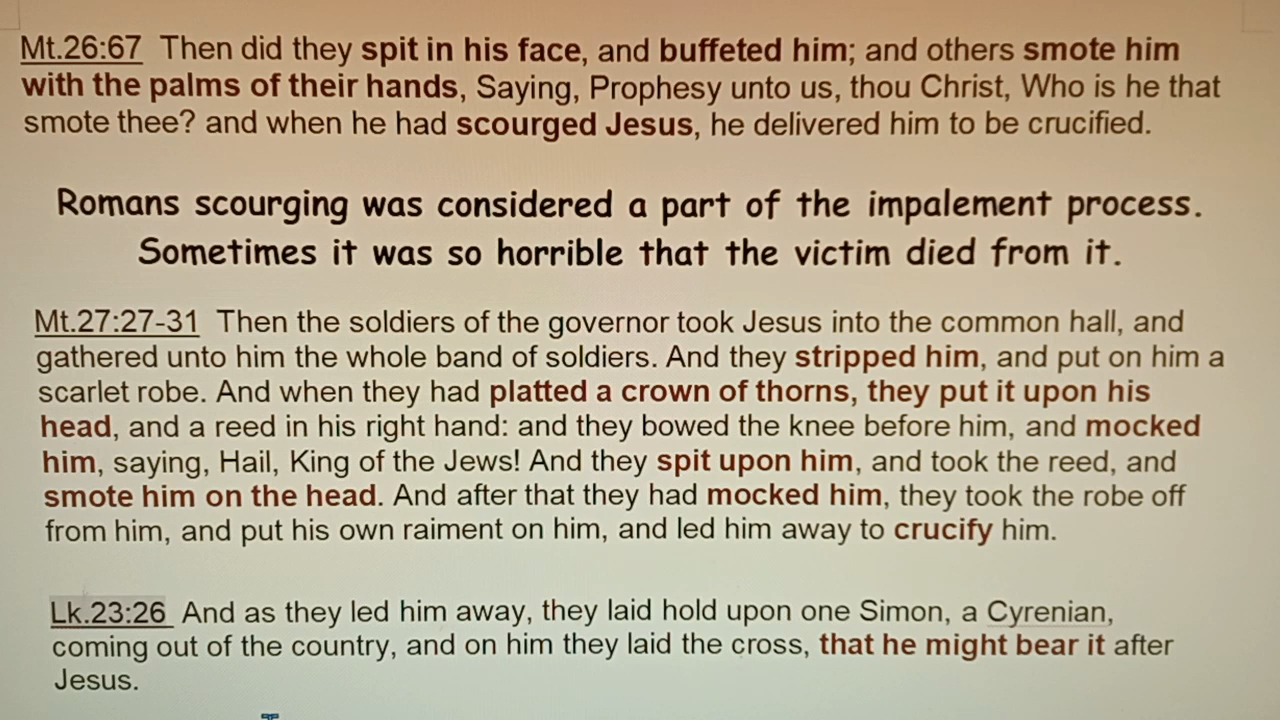 Mt.26:67 Then did they spit in his face, and buffeted him; and others smote him
with the palms of their hands, Saying, Prophesy unto us, thou Christ, Who is he that
smote thee? and when he had scourged Jesus, he delivered him to be crucified.
Romans scourging was considered a part of the impalement process.
Sometimes it was so horrible that the victim died from it.
Mt.27:27-31 Then the soldiers of the governor took Jesus into the common hall, and
gathered unto him the whole band of soldiers. And they stripped him, and put on him a
scarlet robe. And when they had platted a crown of thorns, they put it upon his
head, and a reed in his right hand: and they bowed the knee before him, and mocked
him, saying, Hail, King of the Jews! And they spit upon him, and took the reed, and
smote him on the head. And after that they had mocked him, they took the robe off
from him, and put his own raiment on him, and led him away to crucify him.
Lk.23:26 And as they led him away, they laid hold upon one Simon, a Cyrenian,
coming out of the country, and on him they laid the cross, that he might bear it after
Jesus.